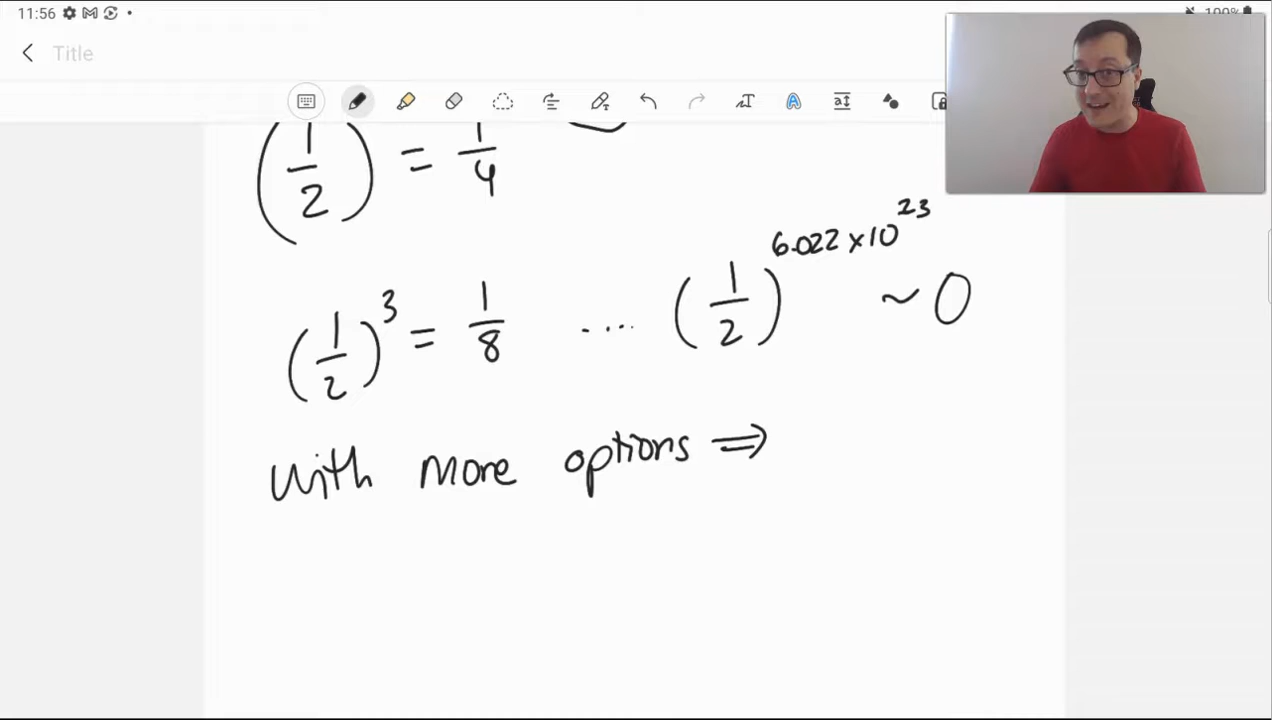 11:56
100%
Title
(1/2) = 1/4
(1/2)^3 = 1/8 .... (1/2)^6.022×10^23 ~ 0
with more options ⇒